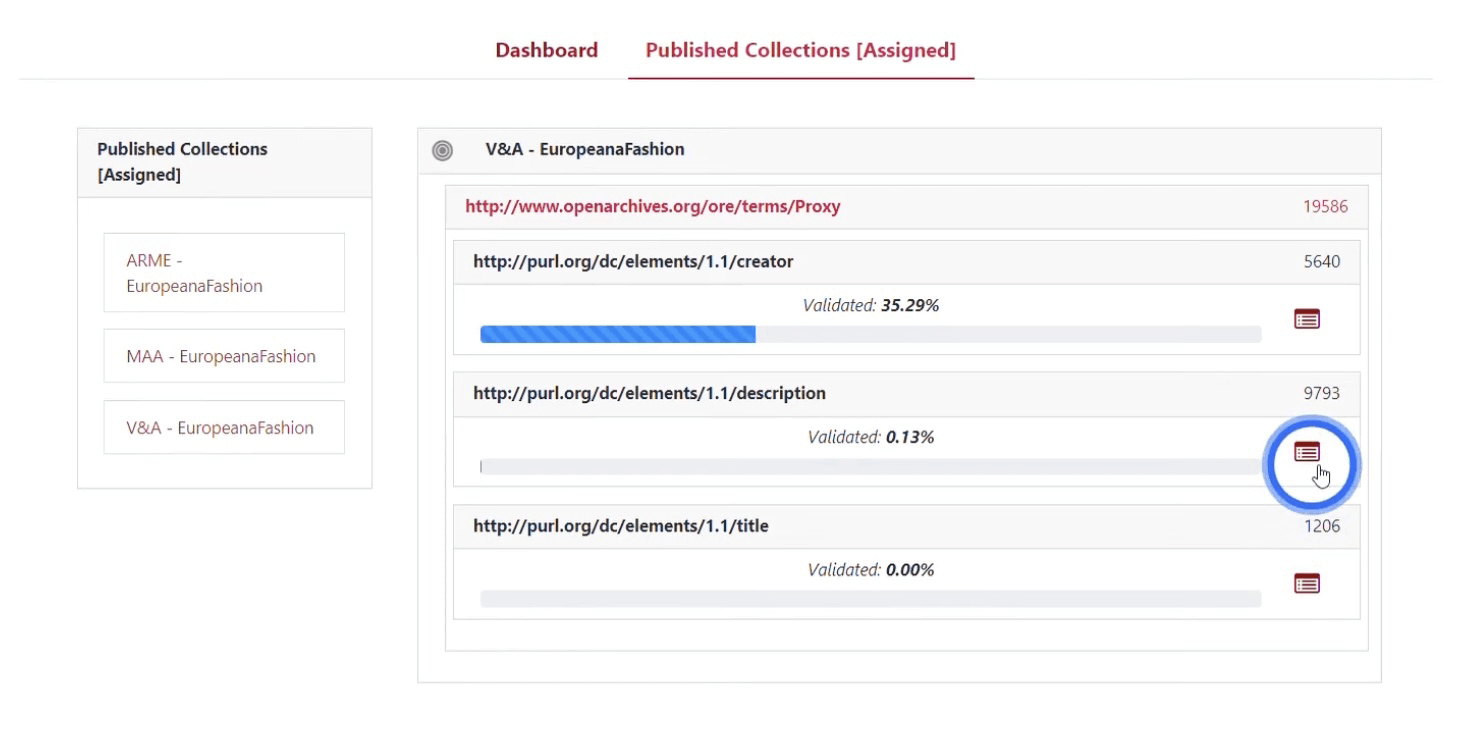 Dashboard
Published Collections [Assigned]
Published Collections
[Assigned]
ARME -
EuropeanaFashion
MAA - EuropeanaFashion
V&A - EuropeanaFashion
V&A - EuropeanaFashion
http://www.openarchives.org/ore/terms/Proxy 19586
http://purl.org/dc/elements/1.1/creator 5640
Validated: 35.29%
http://purl.org/dc/elements/1.1/description 9793
Validated: 0.13%
http://purl.org/dc/elements/1.1/title 1206
Validated: 0.00%